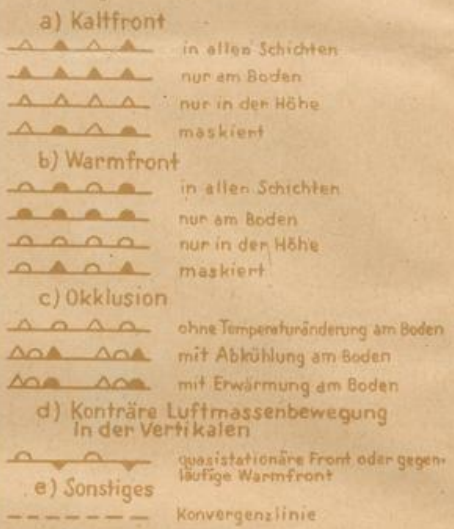 a) Kaltfront
in allen Schichten
nur am Boden
nur in der Höhe
maskiert
b) Warmfront
in allen Schichten
nur am Boden
nur in der Höhe
maskiert
c) Okklusion
ohne Temperaturänderung am Boden
mit Abkühlung am Boden
mit Erwärmung am Boden
d) Konträre Luftmassenbewegung
in der Vertikalen
quasistationäre Front oder gegen-
läufige Warmfront
e) Sonstiges
Konvergenzlinie